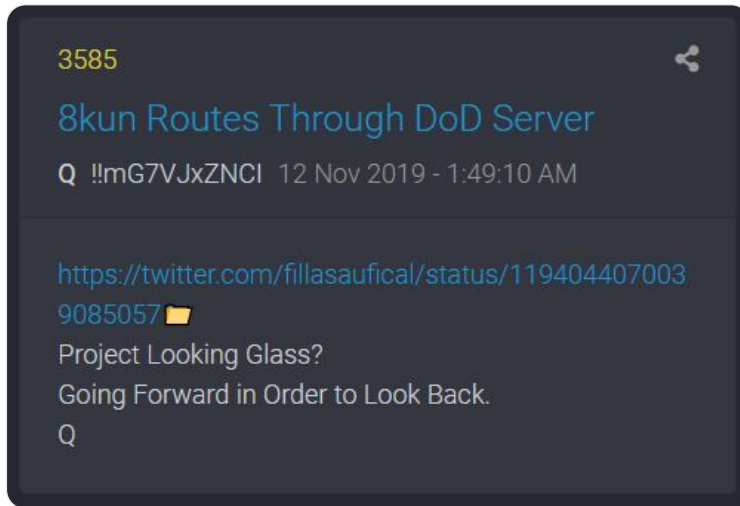 3585
8kun Routes Through DoD Server
Q !!mG7VJxZNCI 12 Nov 2019 - 1:49:10 AM
https://twitter.com/fillasaufical/status/119404407003
9085057
Project Looking Glass?
Going Forward in Order to Look Back.
Q